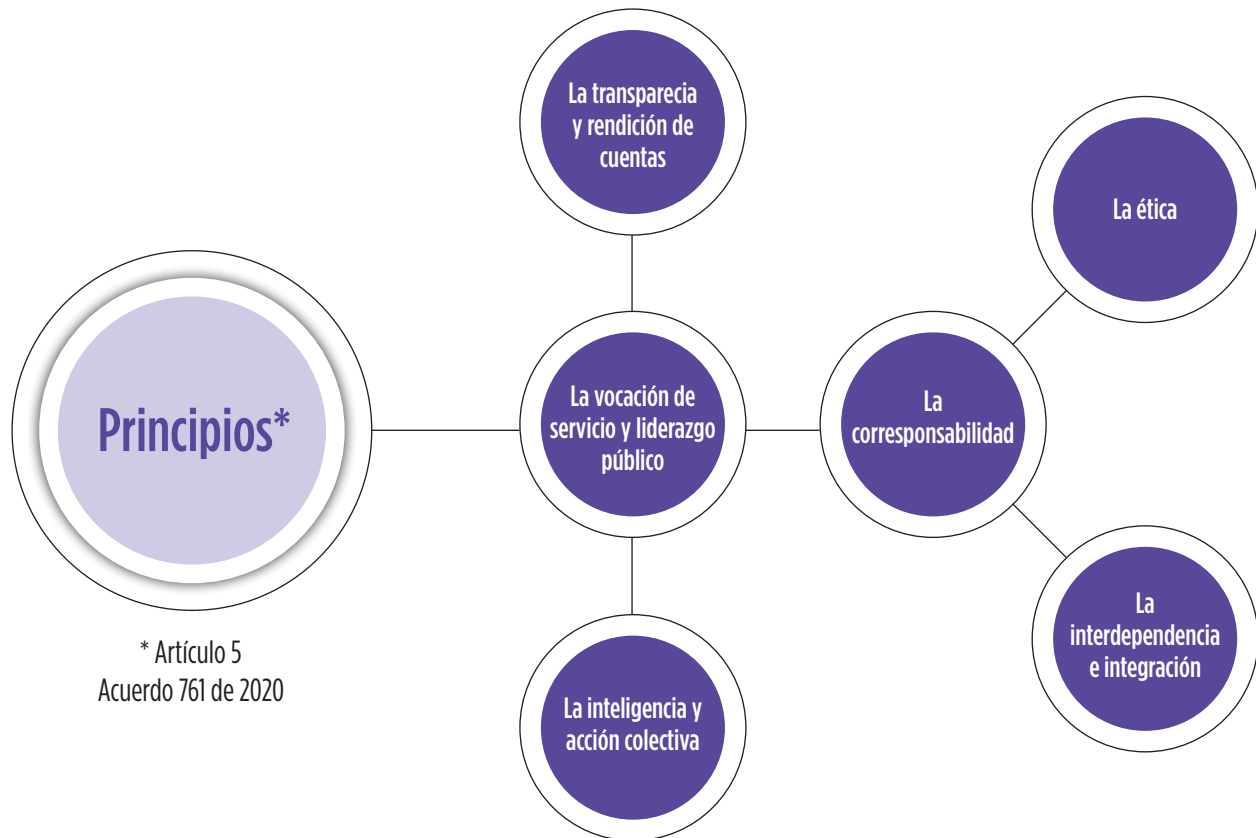 Principios*
* Artículo 5
Acuerdo 761 de 2020
La transparecia
y rendición de
cuentas
La vocación de
servicio y liderazgo
público
La inteligencia y
acción colectiva
La
corresponsabilidad
La ética
La
interdependencia
e integración